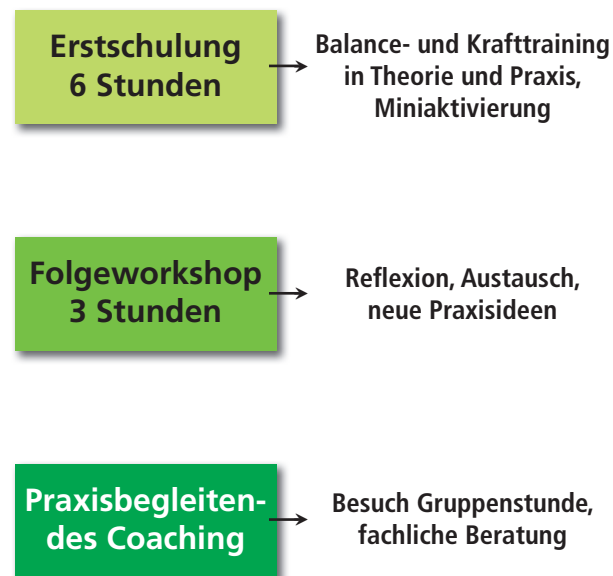 Erstschulung
6 Stunden
Balance- und Krafttraining
in Theorie und Praxis,
Miniaktivierung
Folgeworkshop
3 Stunden
Reflexion, Austausch,
neue Praxisideen
Praxisbegleiten-
des Coaching
Besuch Gruppenstunde,
fachliche Beratung